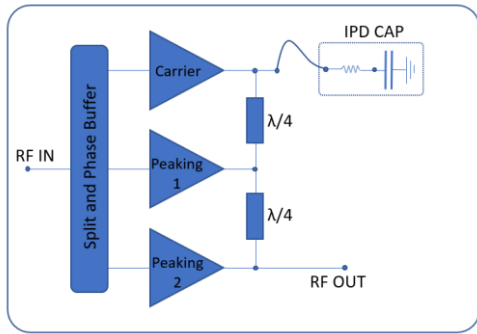 IPD CAP
Carrier
λ/4
RF IN
Split and Phase Buffer
Peaking
1
λ/4
Peaking
2
RF OUT